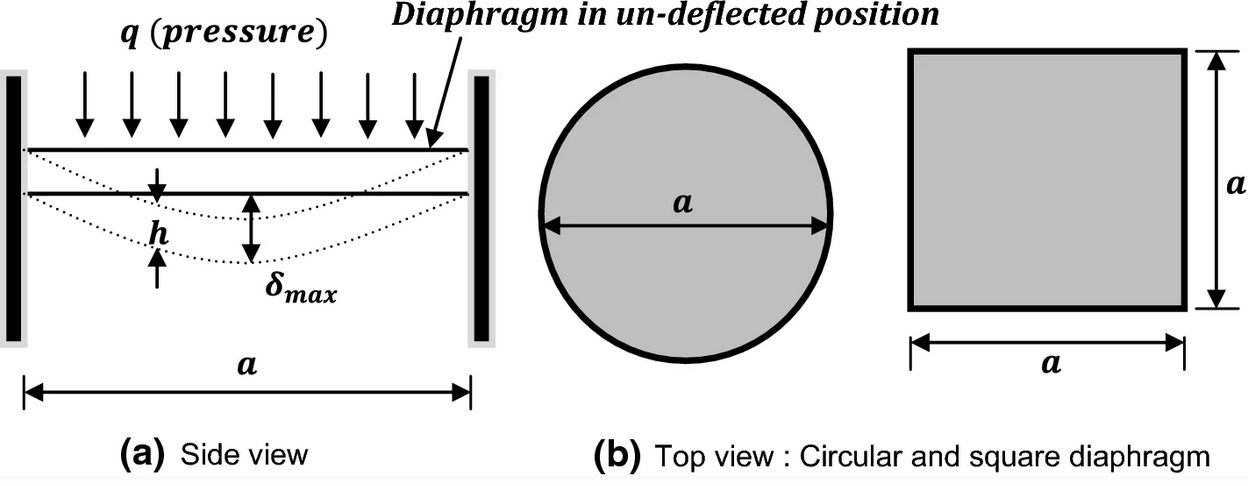 Diaphragm in un-deflected position
q (pressure)
h
δmax
a
a
a
a
(a) Side view
(b) Top view : Circular and square diaphragm